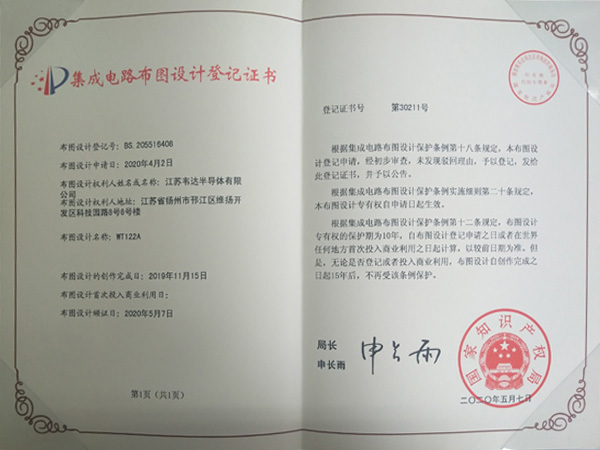 集成电路布图设计登记证书
布图设计登记号：BS.205516408
布图设计申请日：2020年4月2日
布图设计权利人姓名或名称：江苏韦达半导体有限
公司
布图设计权利人地址：江苏省扬州市邗江区维扬开
发区科技园路8号8号楼
布图设计名称：WT122A
布图设计的创作完成日：2019年11月15日
布图设计首次投入商业利用日：
布图设计颁证日：2020年5月7日
第1页（共1页）
登记证书号 第30211号
根据集成电路布图设计保护条例第十八条规定，本布图设
计登记申请，经初步审查，未发现驳回理由，予以登记，发给
此登记证书，并予以公告。
根据集成电路布图设计保护条例实施细则第二十条规定，
本布图设计专有权自申请日起生效。
根据集成电路布图设计保护条例第十二条规定，布图设计
专有权的保护期为10年，自布图设计登记申请之日或者在世界
任何地方首次投入商业利用之日起计算，以较前日期为准。但
是，无论是否登记或者投入商业利用，布图设计自创作完成之
日起15年后，不再受该条例保护。
局长
申长雨
申长雨
国家知识产权局
二〇二〇年五月七日